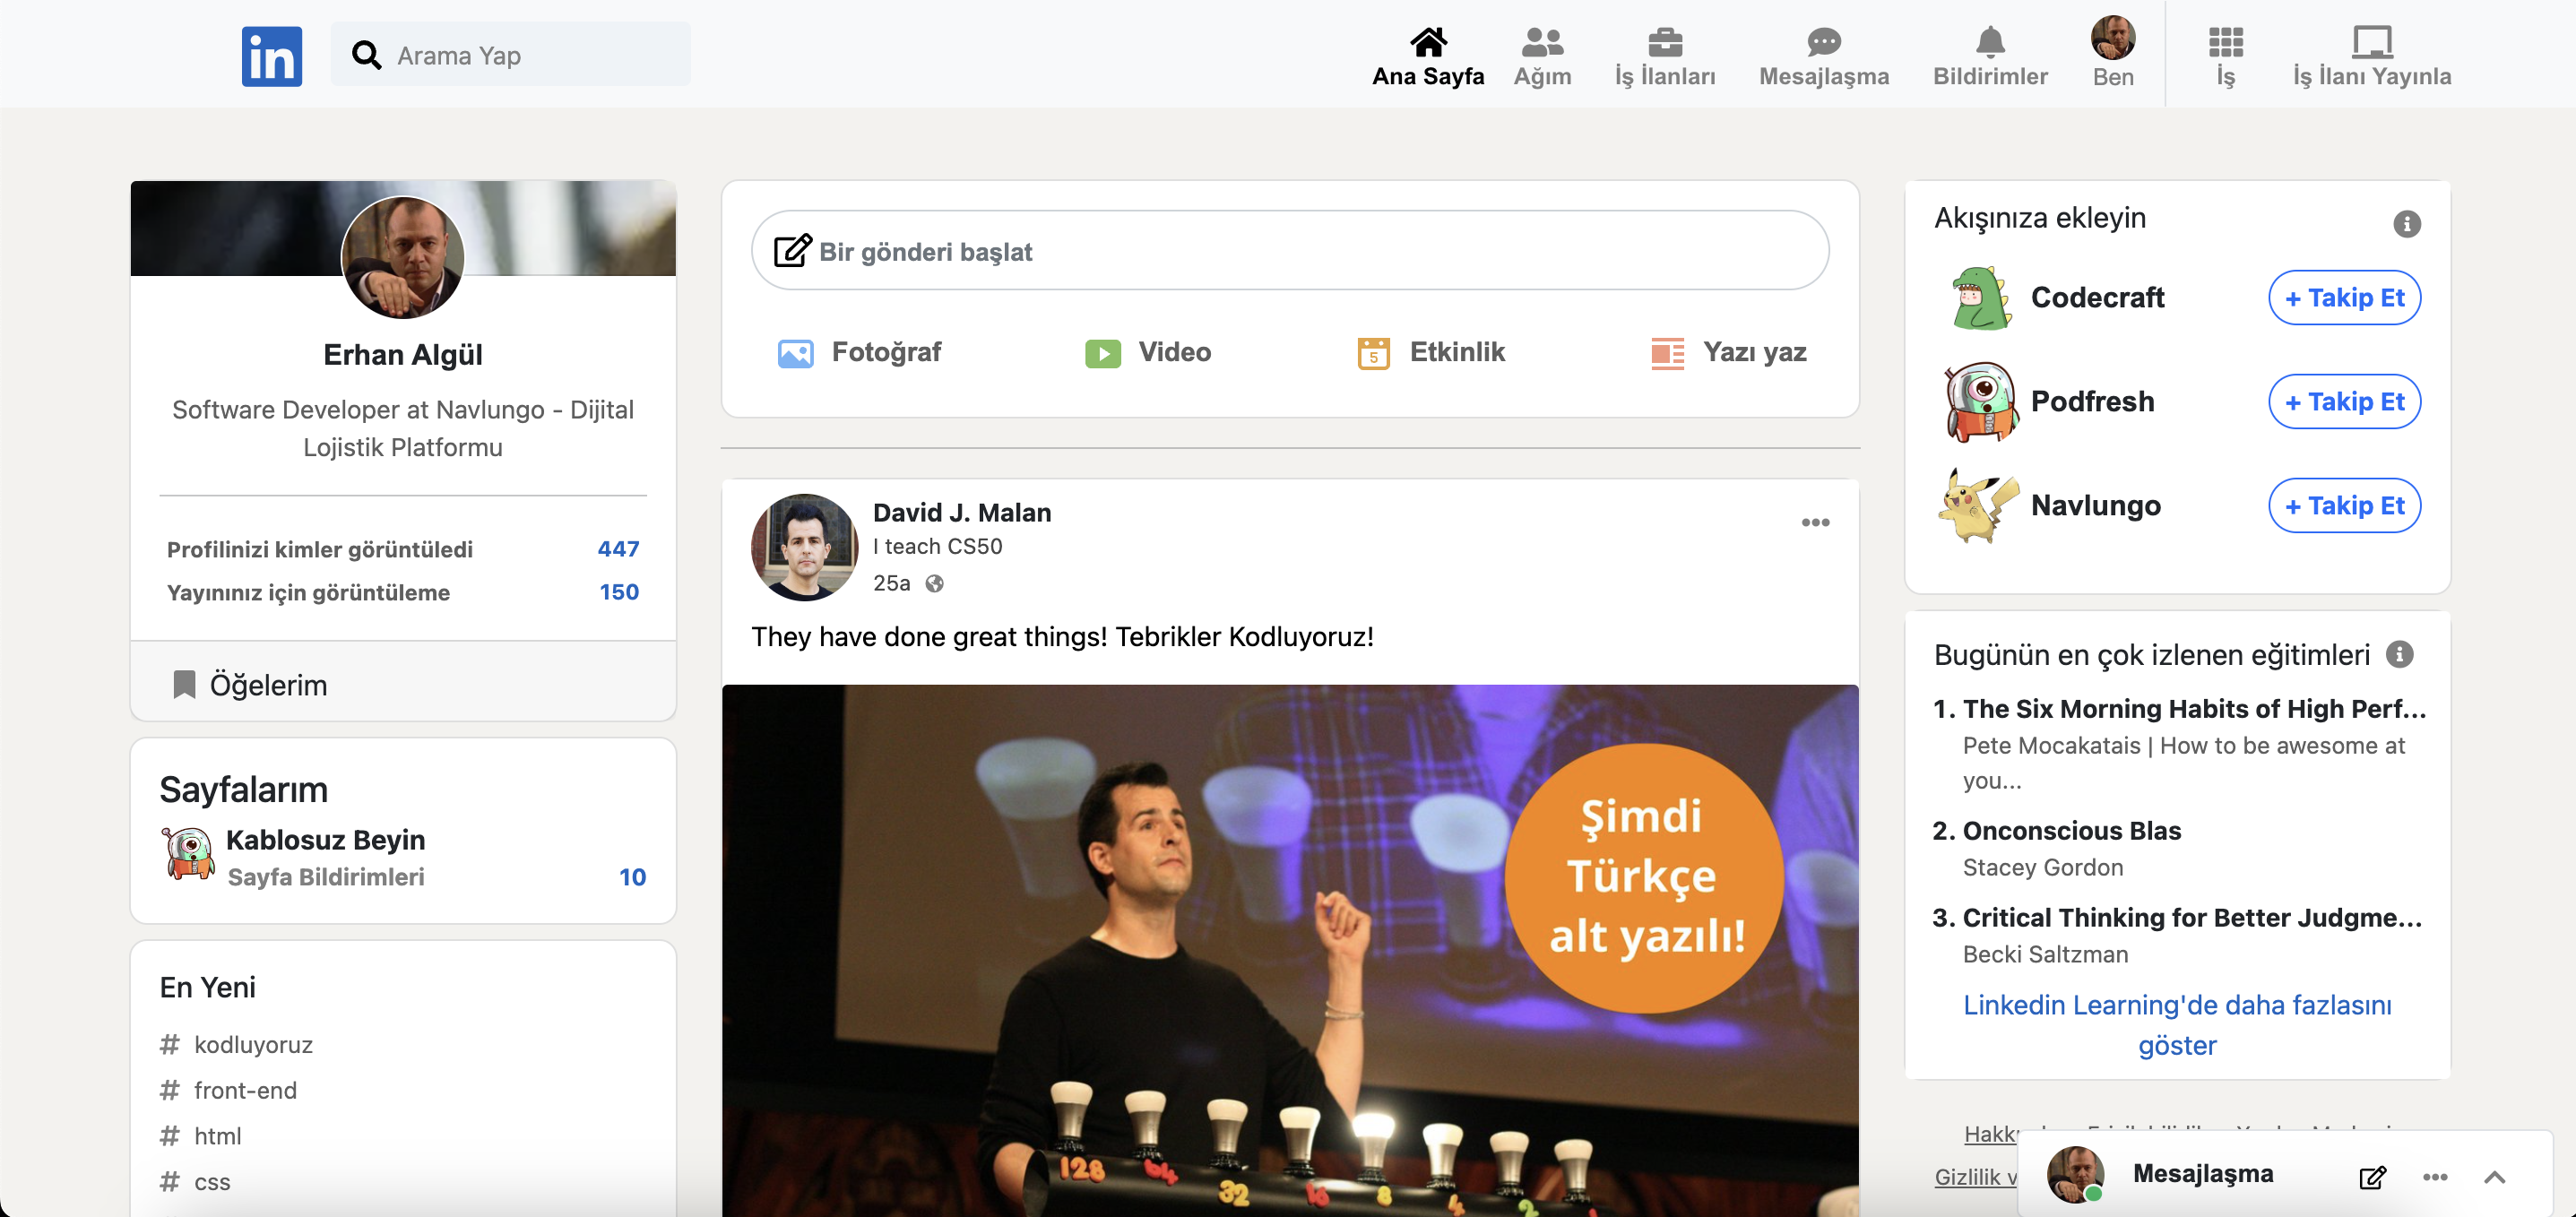 in
Arama Yap
Ana Sayfa
Ağım
İş İlanları
Mesajlaşma
Bildirimler
Ben
İş
İş İlanı Yayınla
Erhan Algül
Software Developer at Navlungo - Dijital
Lojistik Platformu
Profilinizi kimler görüntüledi 447
Yayınınız için görüntüleme 150
Öğelerim
Sayfalarım
Kablosuz Beyin
Sayfa Bildirimleri 10
En Yeni
# kodluyoruz
# front-end
# html
# css
Bir gönderi başlat
Fotoğraf
Video
5
Etkinlik
Yazı yaz
David J. Malan
I teach CS50
25a
They have done great things! Tebrikler Kodluyoruz!
Şimdi
Türkçe
alt yazılı!
128 64 32 16 8 4 2
Akışınıza ekleyin
Codecraft
+ Takip Et
Podfresh
+ Takip Et
Navlungo
+ Takip Et
Bugünün en çok izlenen eğitimleri
1. The Six Morning Habits of High Perf...
Pete Mocakatais | How to be awesome at
you...
2. Onconscious Blas
Stacey Gordon
3. Critical Thinking for Better Judgme...
Becki Saltzman
Linkedin Learning'de daha fazlasını
göster
Gizlilik
Mesajlaşma